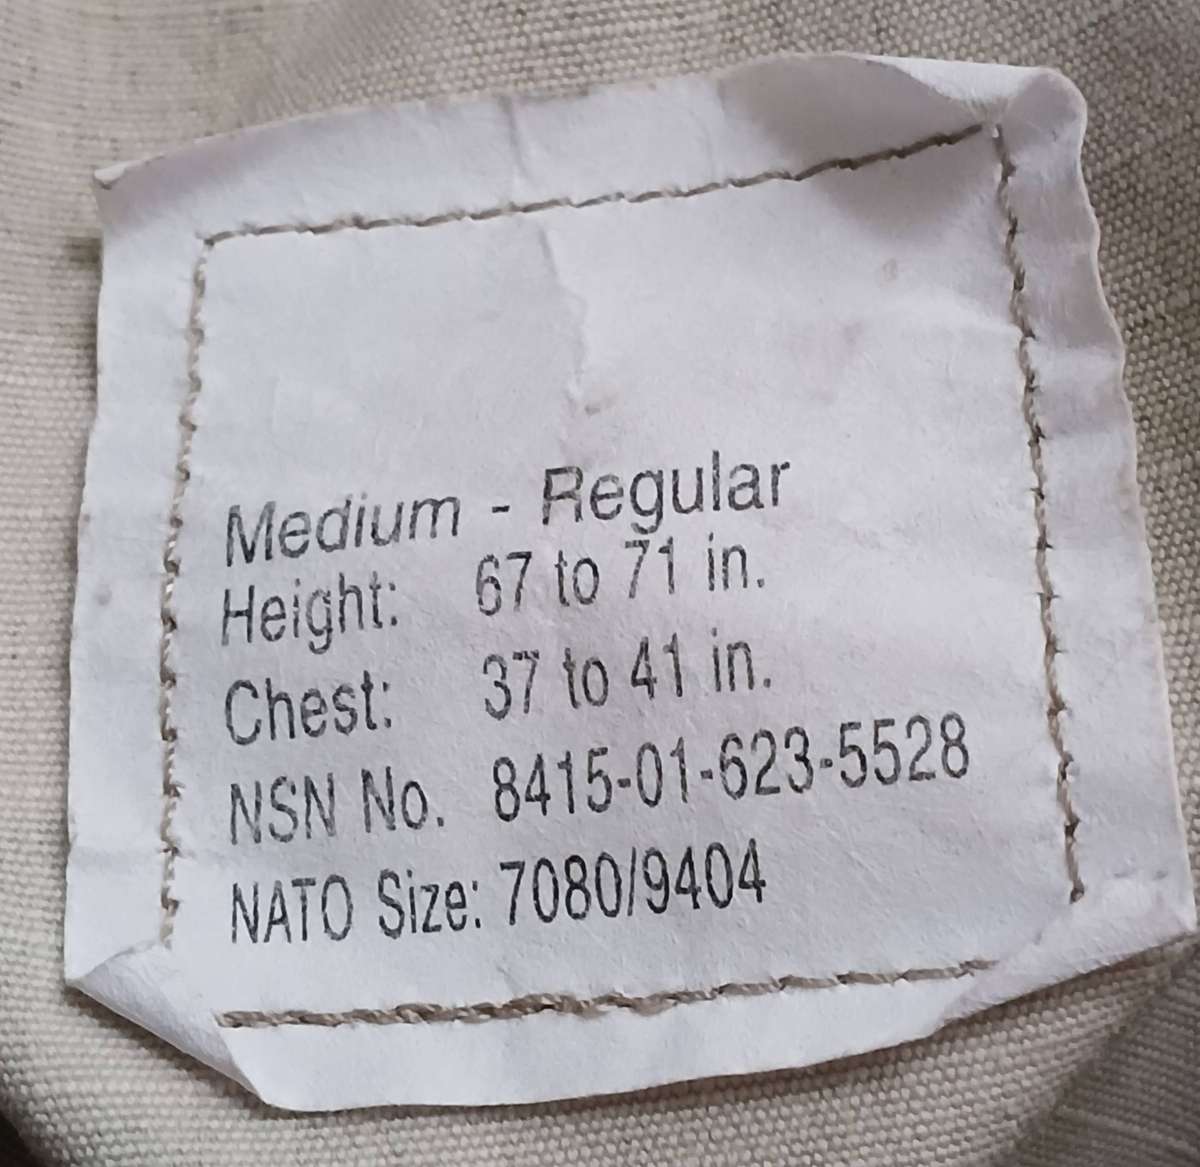 Medium - Regular
Height: 67 to 71 in.
Chest: 37 to 41 in.
NSN No. 8415-01-623-5528
NATO Size: 7080/9404